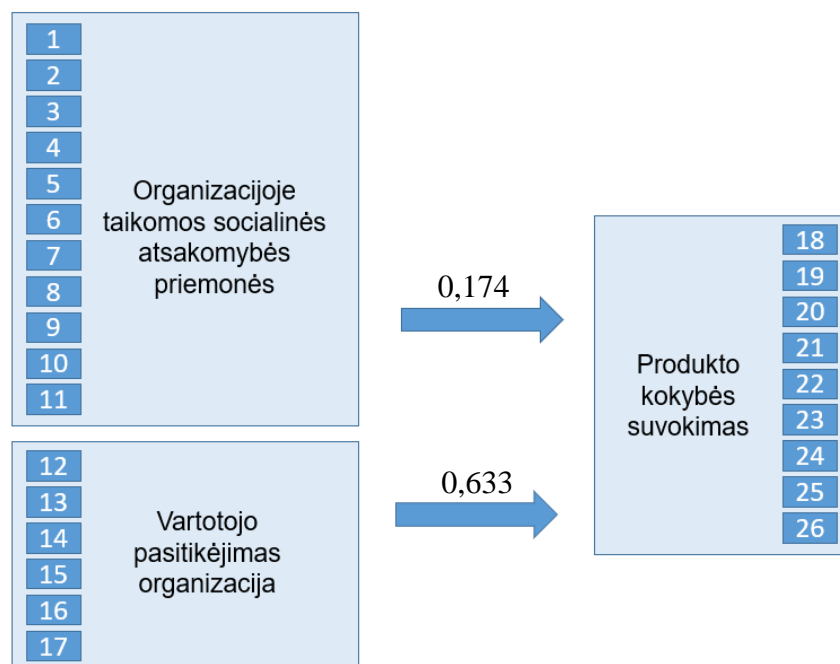 1
2
3
4
5
6
7
8
9
10
11
Organizacijoje
taikomos socialinės
atsakomybės
priemonės
12
13
14
15
16
17
Vartotojo
pasitikėjimas
organizacija
0,174
0,633
Produkto
kokybės
suvokimas
18
19
20
21
22
23
24
25
26